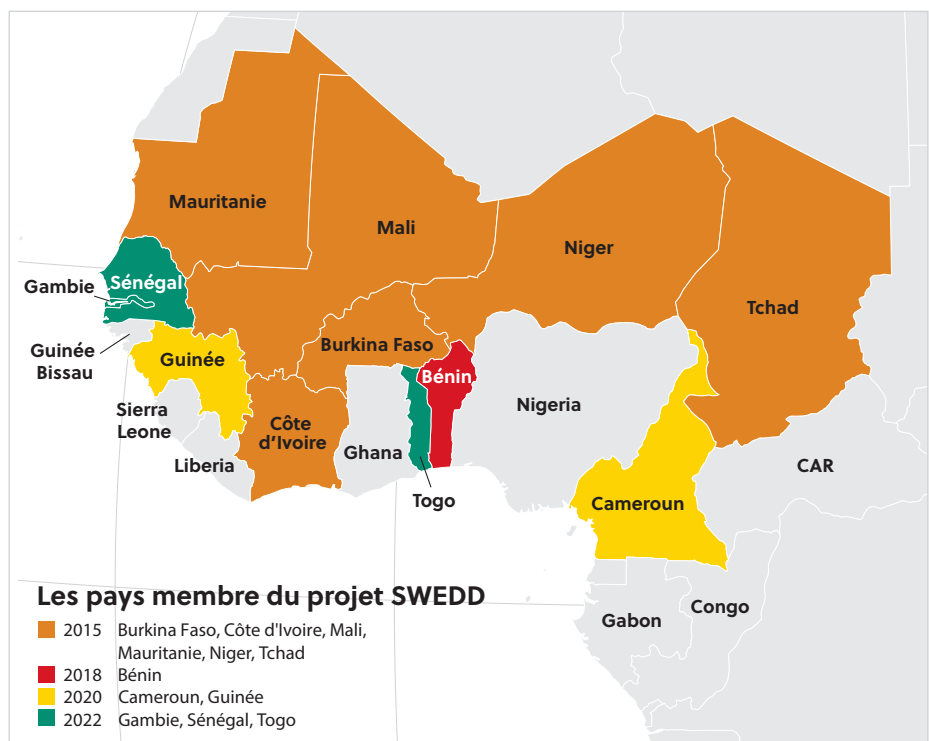 Mauritanie
Mali
Niger
Tchad
Sénégal
Gambie
Guinée
Bissau
Guinée
Burkina Faso
Bénin
Sierra
Leone
Côte
d'Ivoire
Liberia
Ghana
Togo
Nigeria
CAR
Cameroun
Gabon
Congo
Les pays membre du projet SWEDD
2015 Burkina Faso, Côte d'Ivoire, Mali,
Mauritanie, Niger, Tchad
2018 Bénin
2020 Cameroun, Guinée
2022 Gambie, Sénégal, Togo